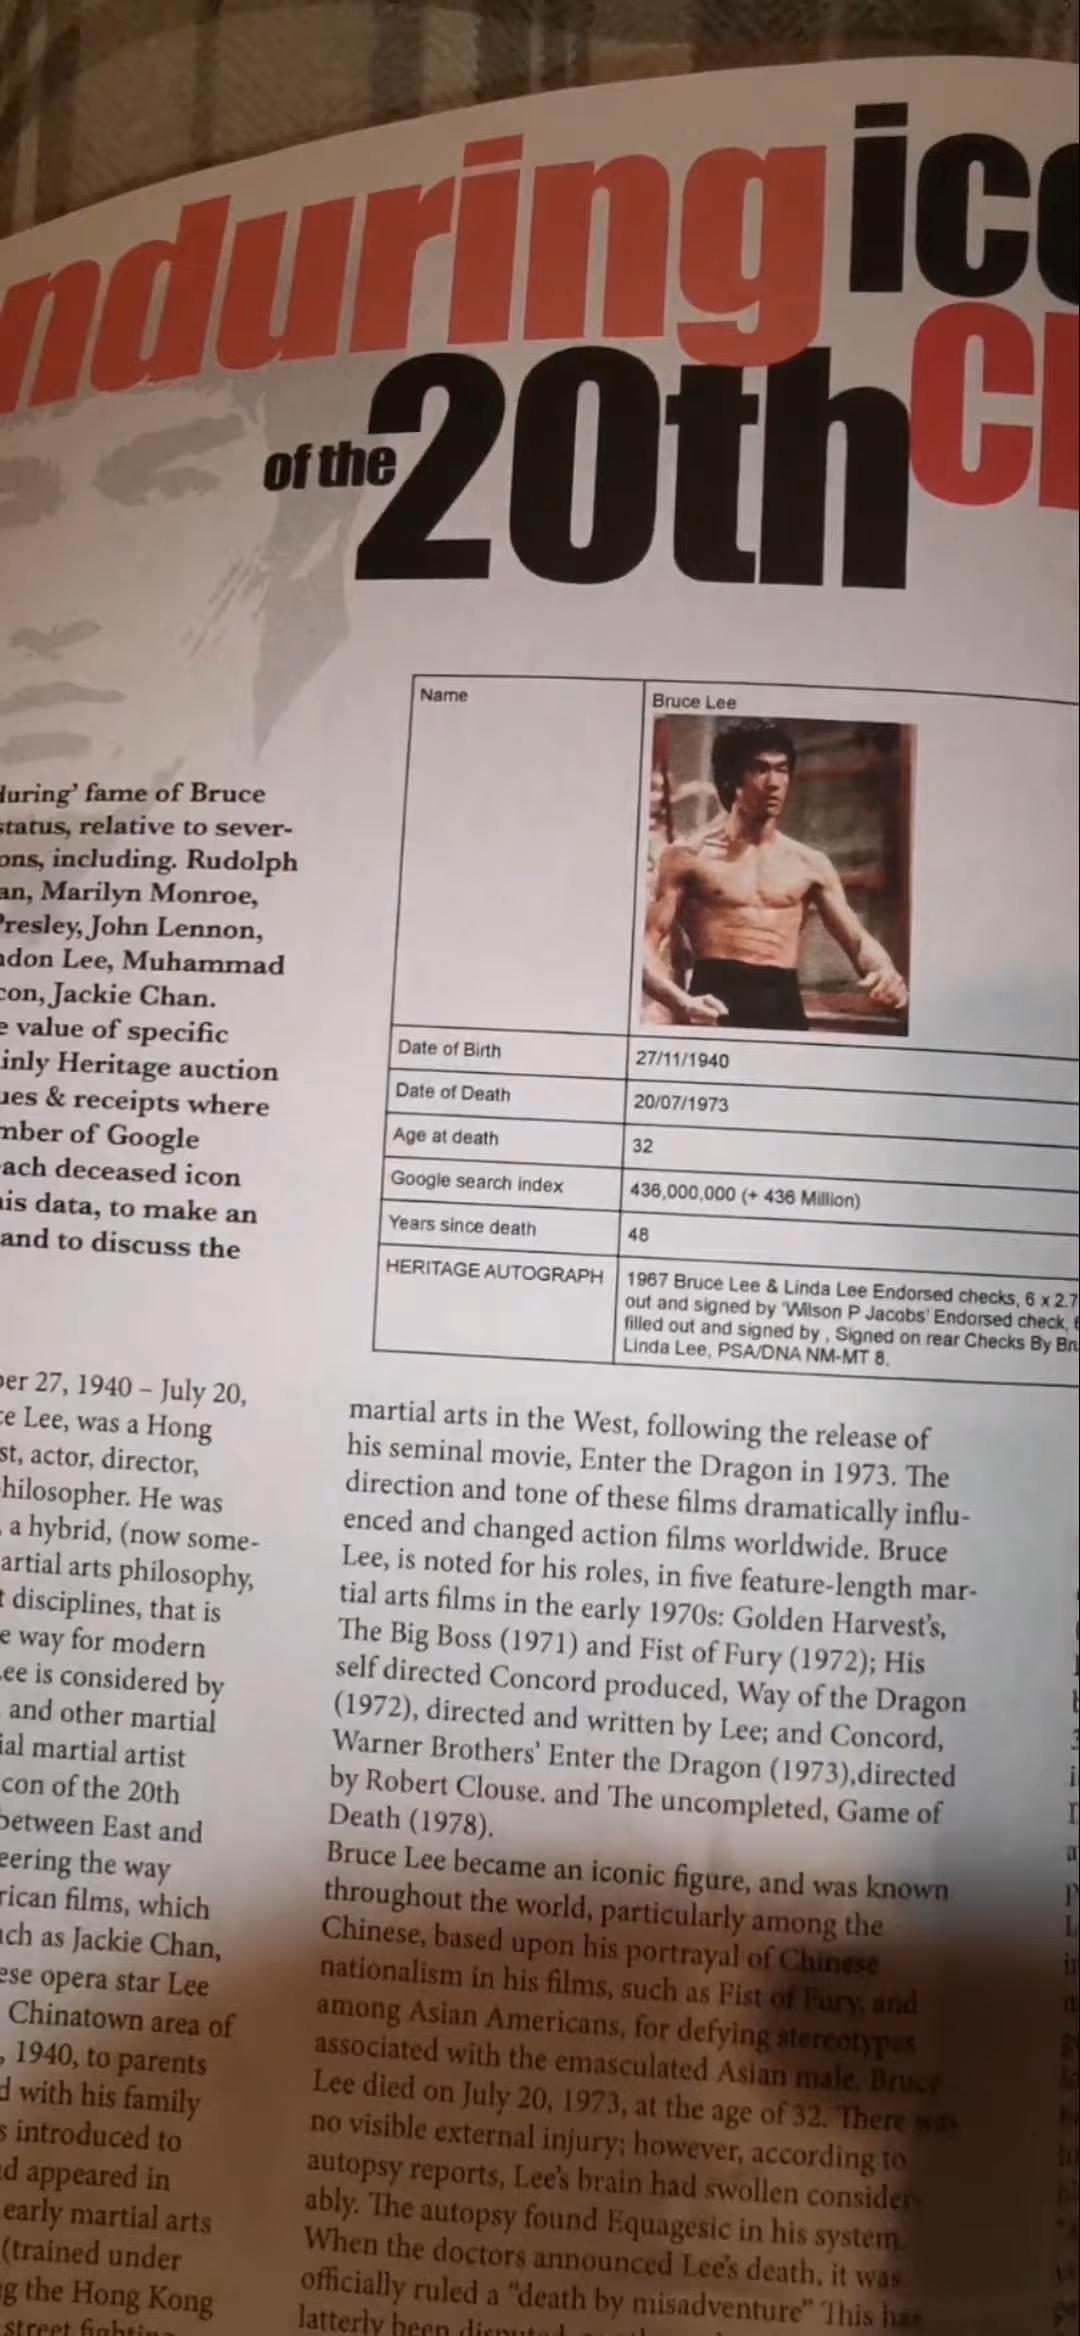 nduring
of the 20th
Name
Bruce Lee
Date of Birth
27/11/1940
Date of Death
20/07/1973
Age at death
32
Google search index
436,000,000 (+ 436 Million)
Years since death
48
HERITAGE AUTOGRAPH
1967 Bruce Lee & Linda Lee Endorsed checks, 6 x 2.7
out and signed by 'Wilson P Jacobs' Endorsed check,
filled out and signed by , Signed on rear Checks By
Linda Lee, PSA/DNA NM-MT 8.
during' fame of Bruce
status, relative to sever-
ons, including. Rudolph
an, Marilyn Monroe,
Presley, John Lennon,
ndon Lee, Muhammad
con, Jackie Chan.
e value of specific
inly Heritage auction
ues & receipts where
mber of Google
ach deceased icon
his data, to make an
and to discuss the
ber 27, 1940 – July 20,
ce Lee, was a Hong
st, actor, director,
hilosopher. He was
, a hybrid, (now some-
artial arts philosophy,
t disciplines, that is
e way for modern
Lee is considered by
, and other martial
ial martial artist
con of the 20th
between East and
eering the way
rican films, which
uch as Jackie Chan,
ese opera star Lee
Chinatown area of
, 1940, to parents
d with his family
s introduced to
d appeared in
early martial arts
(trained under
g the Hong Kong
street fighting
martial arts in the West, following the release of
his seminal movie, Enter the Dragon in 1973. The
direction and tone of these films dramatically influ-
enced and changed action films worldwide. Bruce
Lee, is noted for his roles, in five feature-length mar-
tial arts films in the early 1970s: Golden Harvest's,
The Big Boss (1971) and Fist of Fury (1972); His
self directed Concord produced, Way of the Dragon
(1972), directed and written by Lee; and Concord,
Warner Brothers' Enter the Dragon (1973),directed
by Robert Clouse. and The uncompleted, Game of
Death (1978).
Bruce Lee became an iconic figure, and was known
throughout the world, particularly among the
Chinese, based upon his portrayal of Chinese
nationalism in his films, such as Fist of Fury, and
among Asian Americans, for defying stereotypes
associated with the emasculated Asian male. Bruce
Lee died on July 20, 1973, at the age of 32. There was
no visible external injury; however, according to
autopsy reports, Lee's brain had swollen consider-
ably. The autopsy found Equagesic in his system.
When the doctors announced Lee's death, it was
officially ruled a "death by misadventure" This has
latterly been